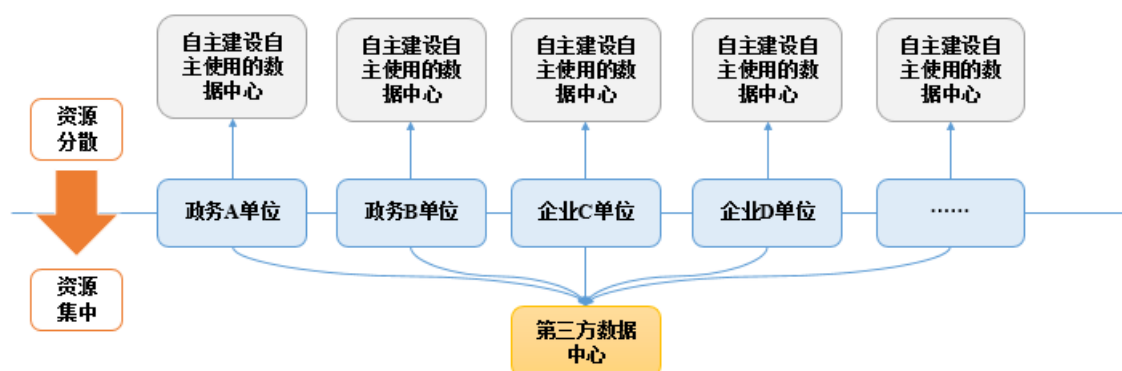 自主建设自
主使用的数
据中心
自主建设自
主使用的数
据中心
自主建设自
主使用的数
据中心
自主建设自
主使用的数
据中心
自主建设自
主使用的数
据中心
资源
分散
政务A单位
政务B单位
企业C单位
企业D单位
……
资源
集中
第三方数据
中心